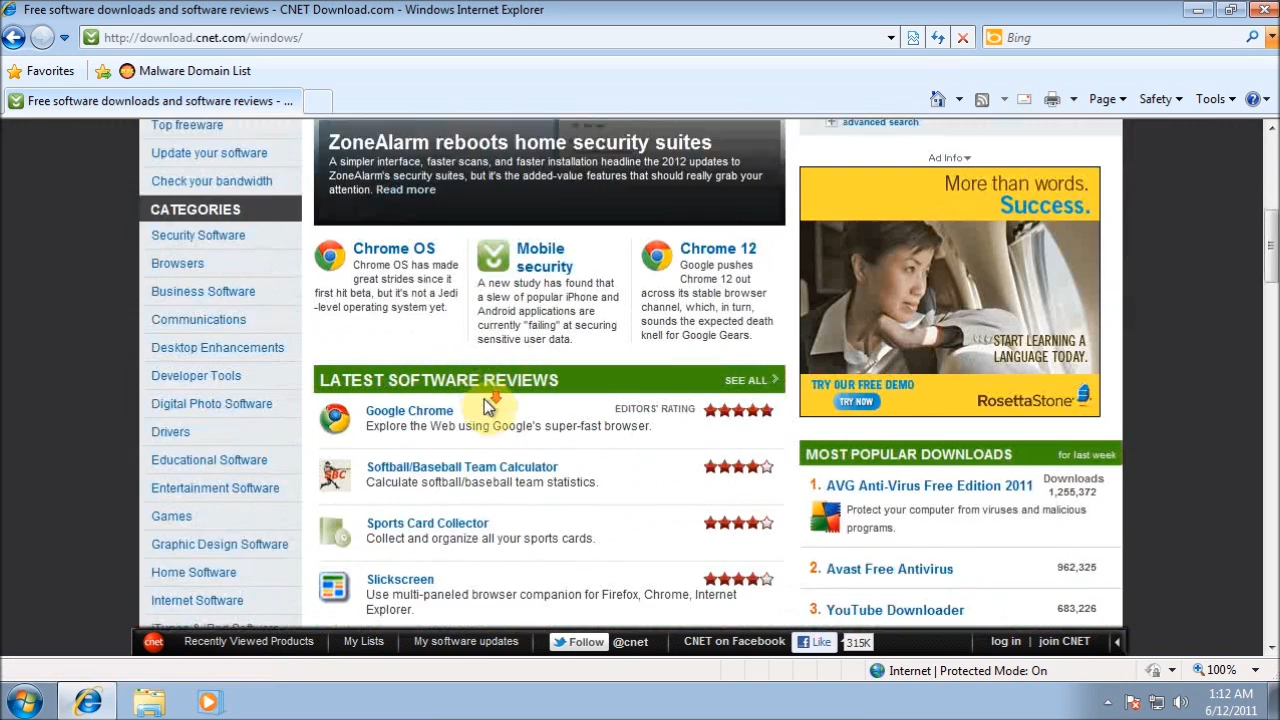 Free software downloads and software reviews - CNET Download.com - Windows Internet Explorer
http://download.cnet.com/windows/
Bing
Favorites
Malware Domain List
Free software downloads and software reviews - ...
Page
Safety
Tools
Top freeware
Update your software
Check your bandwidth
CATEGORIES
Security Software
Browsers
Business Software
Communications
Desktop Enhancements
Developer Tools
Digital Photo Software
Drivers
Educational Software
Entertainment Software
Games
Graphic Design Software
Home Software
Internet Software
ZoneAlarm reboots home security suites
A simpler interface, faster scans, and faster installation headline the 2012 updates to
ZoneAlarm's security suites, but it's the added-value features that should really grab your
attention. Read more
Chrome OS
Chrome OS has made
great strides since it
first hit beta, but it's not a Jedi
-level operating system yet.
Mobile
security
A new study has found that
a slew of popular iPhone and
Android applications are
currently "failing" at securing
sensitive user data.
Chrome 12
Google pushes
Chrome 12 out
across its stable browser
channel, which, in turn,
sounds the expected death
knell for Google Gears.
LATEST SOFTWARE REVIEWS
SEE ALL
Google Chrome
EDITORS' RATING
Explore the Web using Google's super-fast browser.
Softball/Baseball Team Calculator
Calculate softball/baseball team statistics.
Sports Card Collector
Collect and organize all your sports cards.
Slickscreen
Use multi-paneled browser companion for Firefox, Chrome, Internet
Explorer.
advanced search
Ad Info
More than words.
Success.
START LEARNING A
LANGUAGE TODAY.
TRY OUR FREE DEMO
TRY NOW
RosettaStone
MOST POPULAR DOWNLOADS
for last week
1. AVG Anti-Virus Free Edition 2011
Downloads
1,255,372
Protect your computer from viruses and malicious
programs.
2. Avast Free Antivirus
962,325
3. YouTube Downloader
683,226
cnet
Recently Viewed Products
My Lists
My software updates
Follow
@cnet
CNET on Facebook
Like
315K
log in
join CNET
Internet | Protected Mode: On
100%
1:12 AM
6/12/2011